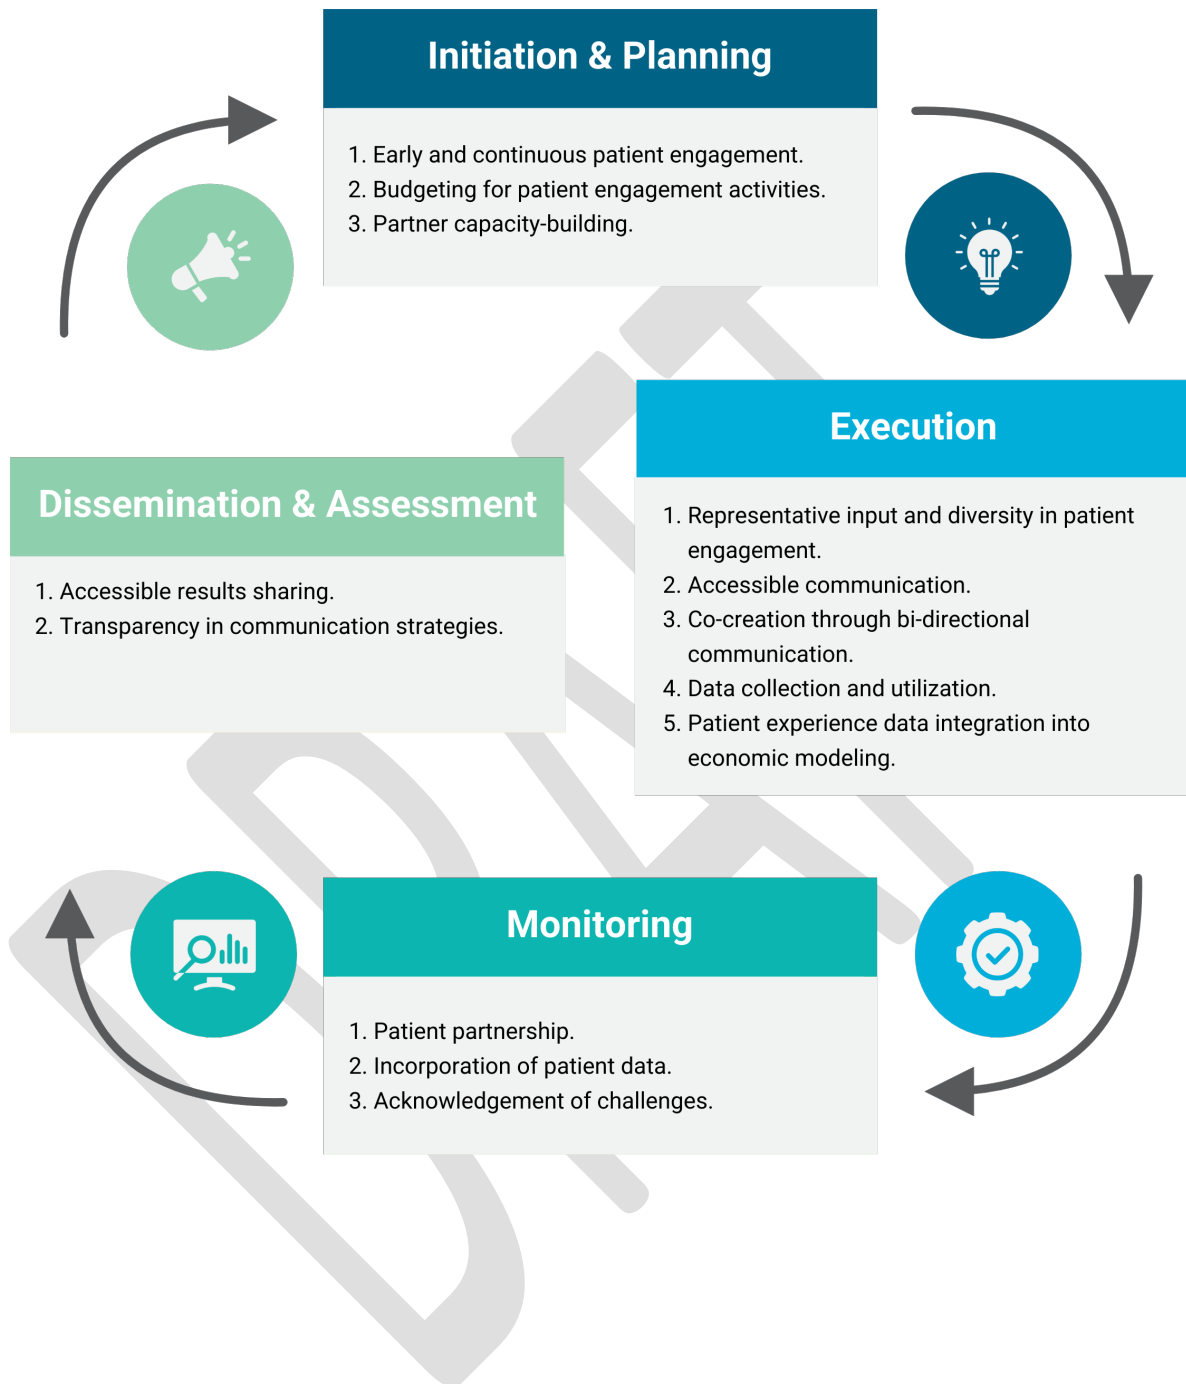 Initiation & Planning
1. Early and continuous patient engagement.
2. Budgeting for patient engagement activities.
3. Partner capacity-building.
Execution
1. Representative input and diversity in patient
engagement.
2. Accessible communication.
3. Co-creation through bi-directional
communication.
4. Data collection and utilization.
5. Patient experience data integration into
economic modeling.
Dissemination & Assessment
1. Accessible results sharing.
2. Transparency in communication strategies.
Monitoring
1. Patient partnership.
2. Incorporation of patient data.
3. Acknowledgement of challenges.
DRAFT